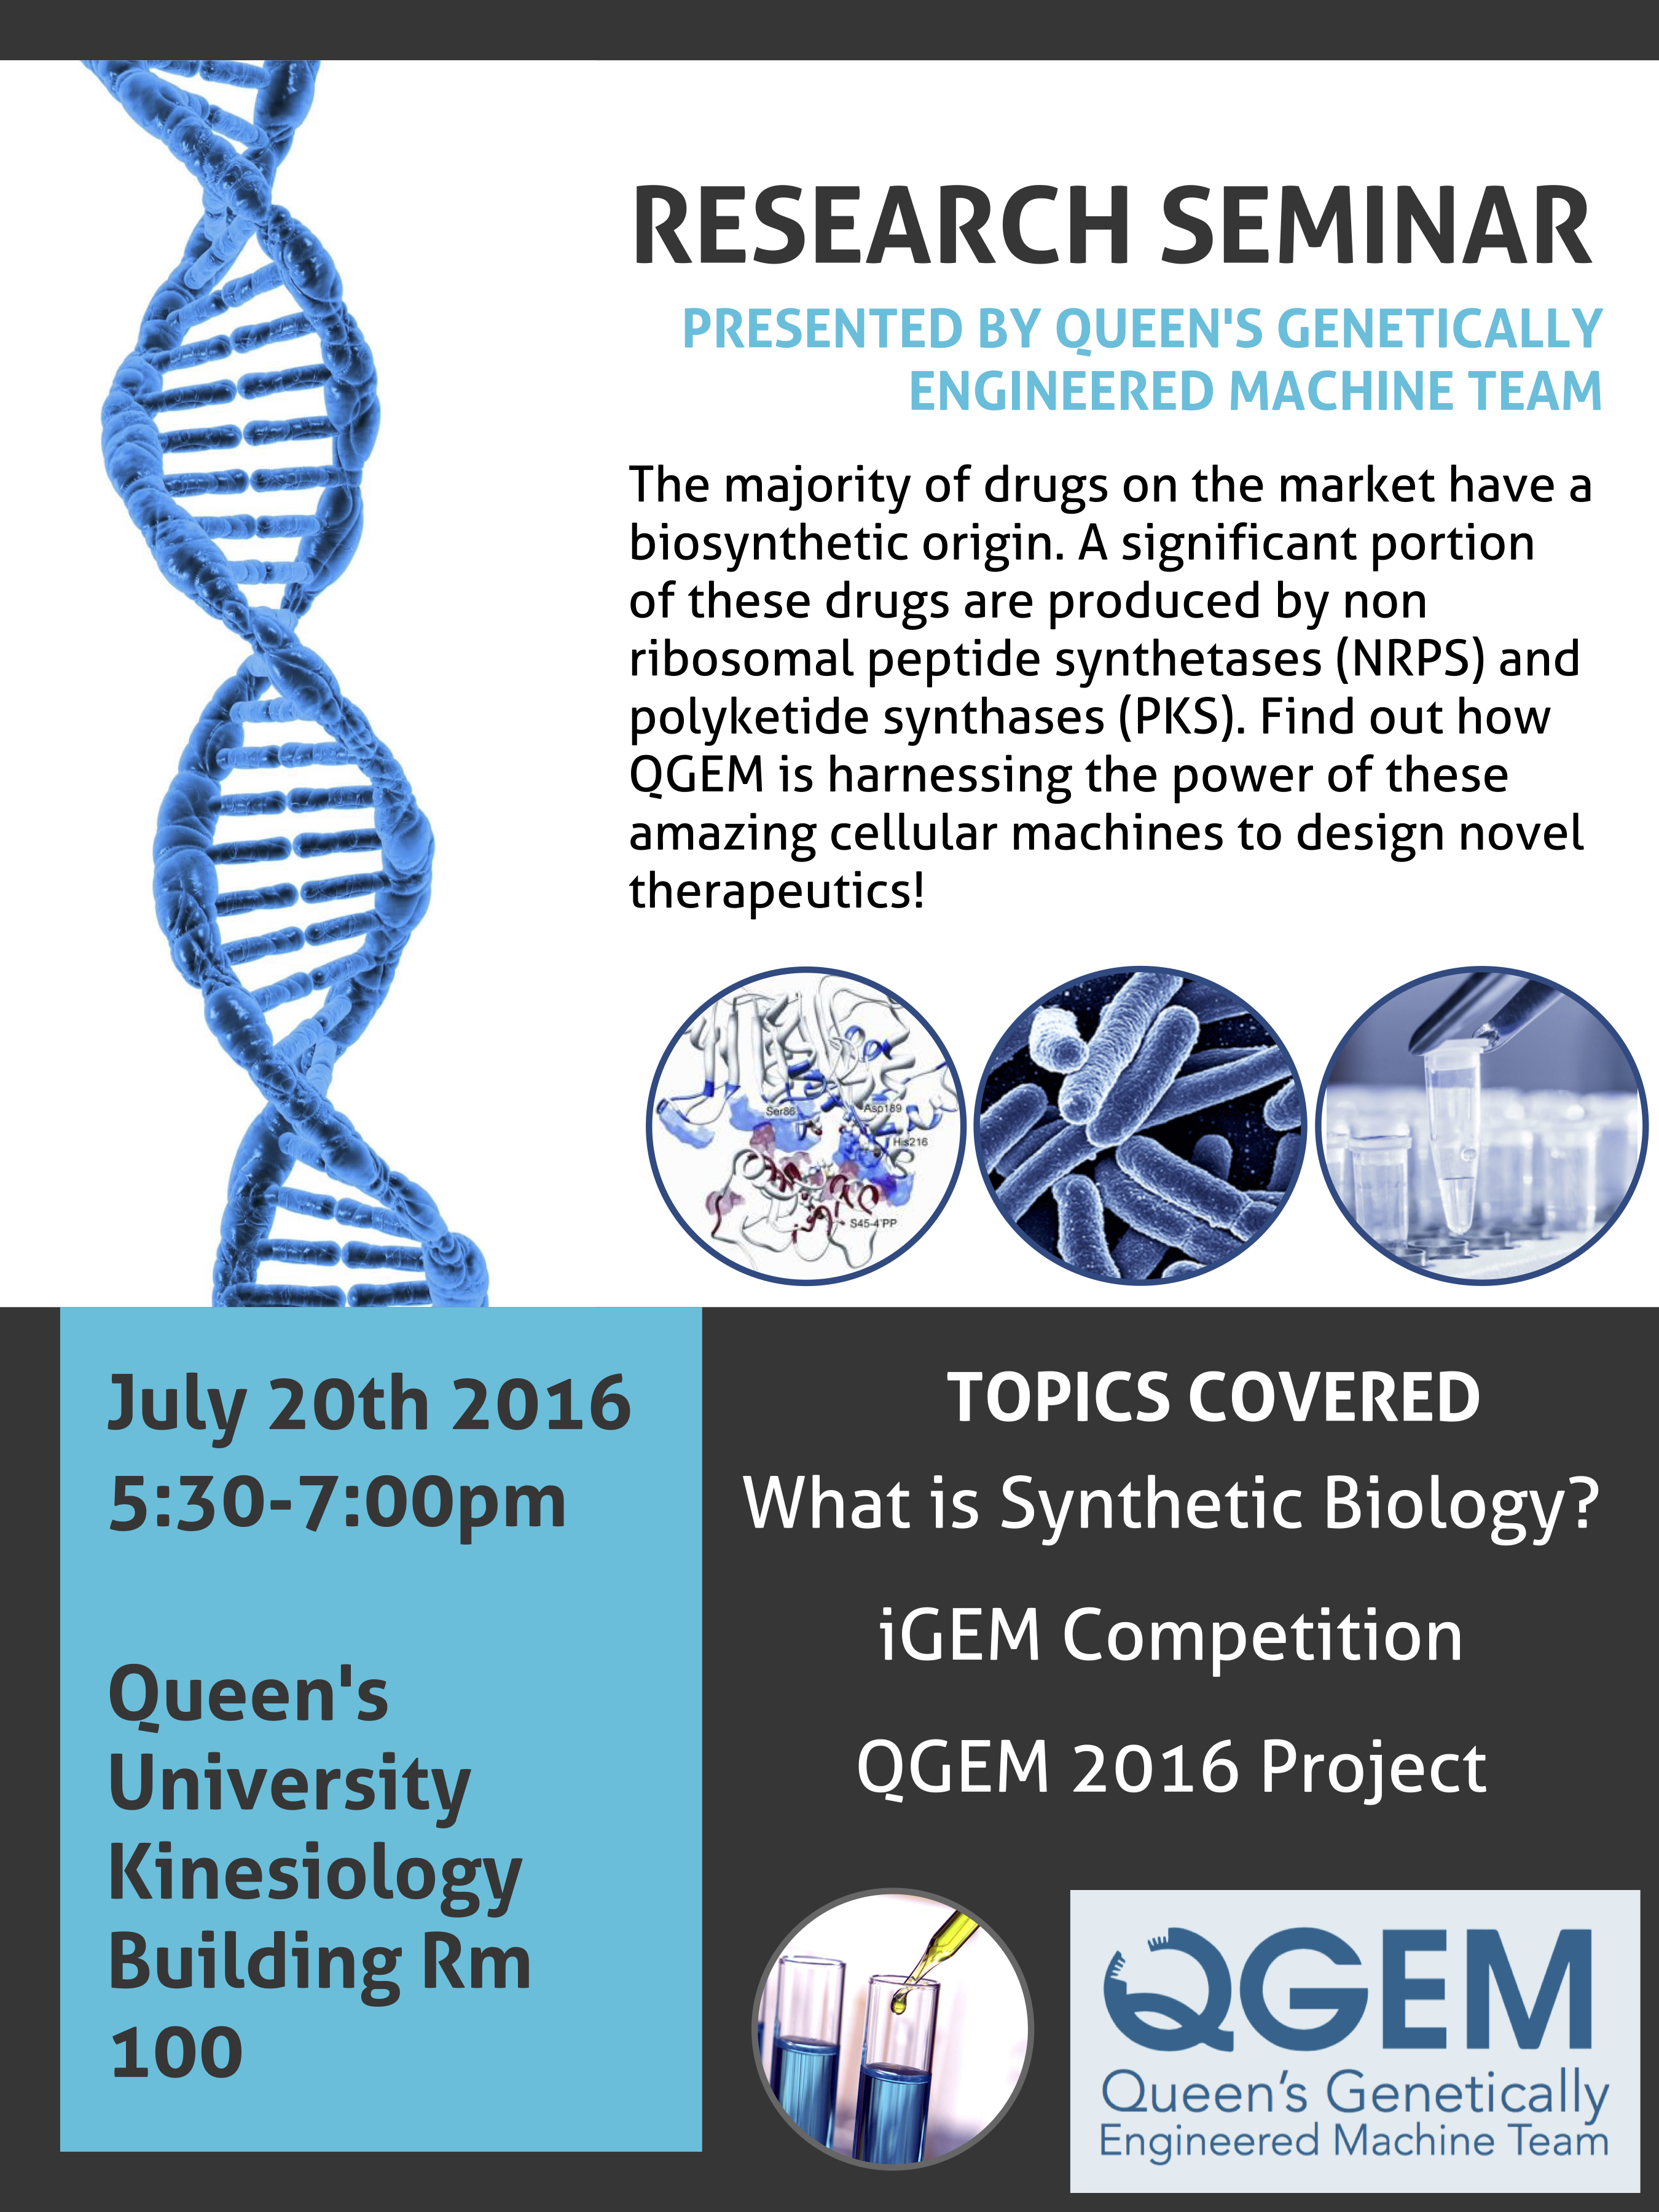 RESEARCH SEMINAR
PRESENTED BY QUEEN'S GENETICALLY
ENGINEERED MACHINE TEAM
The majority of drugs on the market have a
biosynthetic origin. A significant portion
of these drugs are produced by non
ribosomal peptide synthetases (NRPS) and
polyketide synthases (PKS). Find out how
QGEM is harnessing the power of these
amazing cellular machines to design novel
therapeutics!
Ser86
Asp189
His216
S45-4'PP
July 20th 2016
5:30-7:00pm
Queen's
University
Kinesiology
Building Rm
100
TOPICS COVERED
What is Synthetic Biology?
iGEM Competition
QGEM 2016 Project
QGEM
Queen's Genetically
Engineered Machine Team